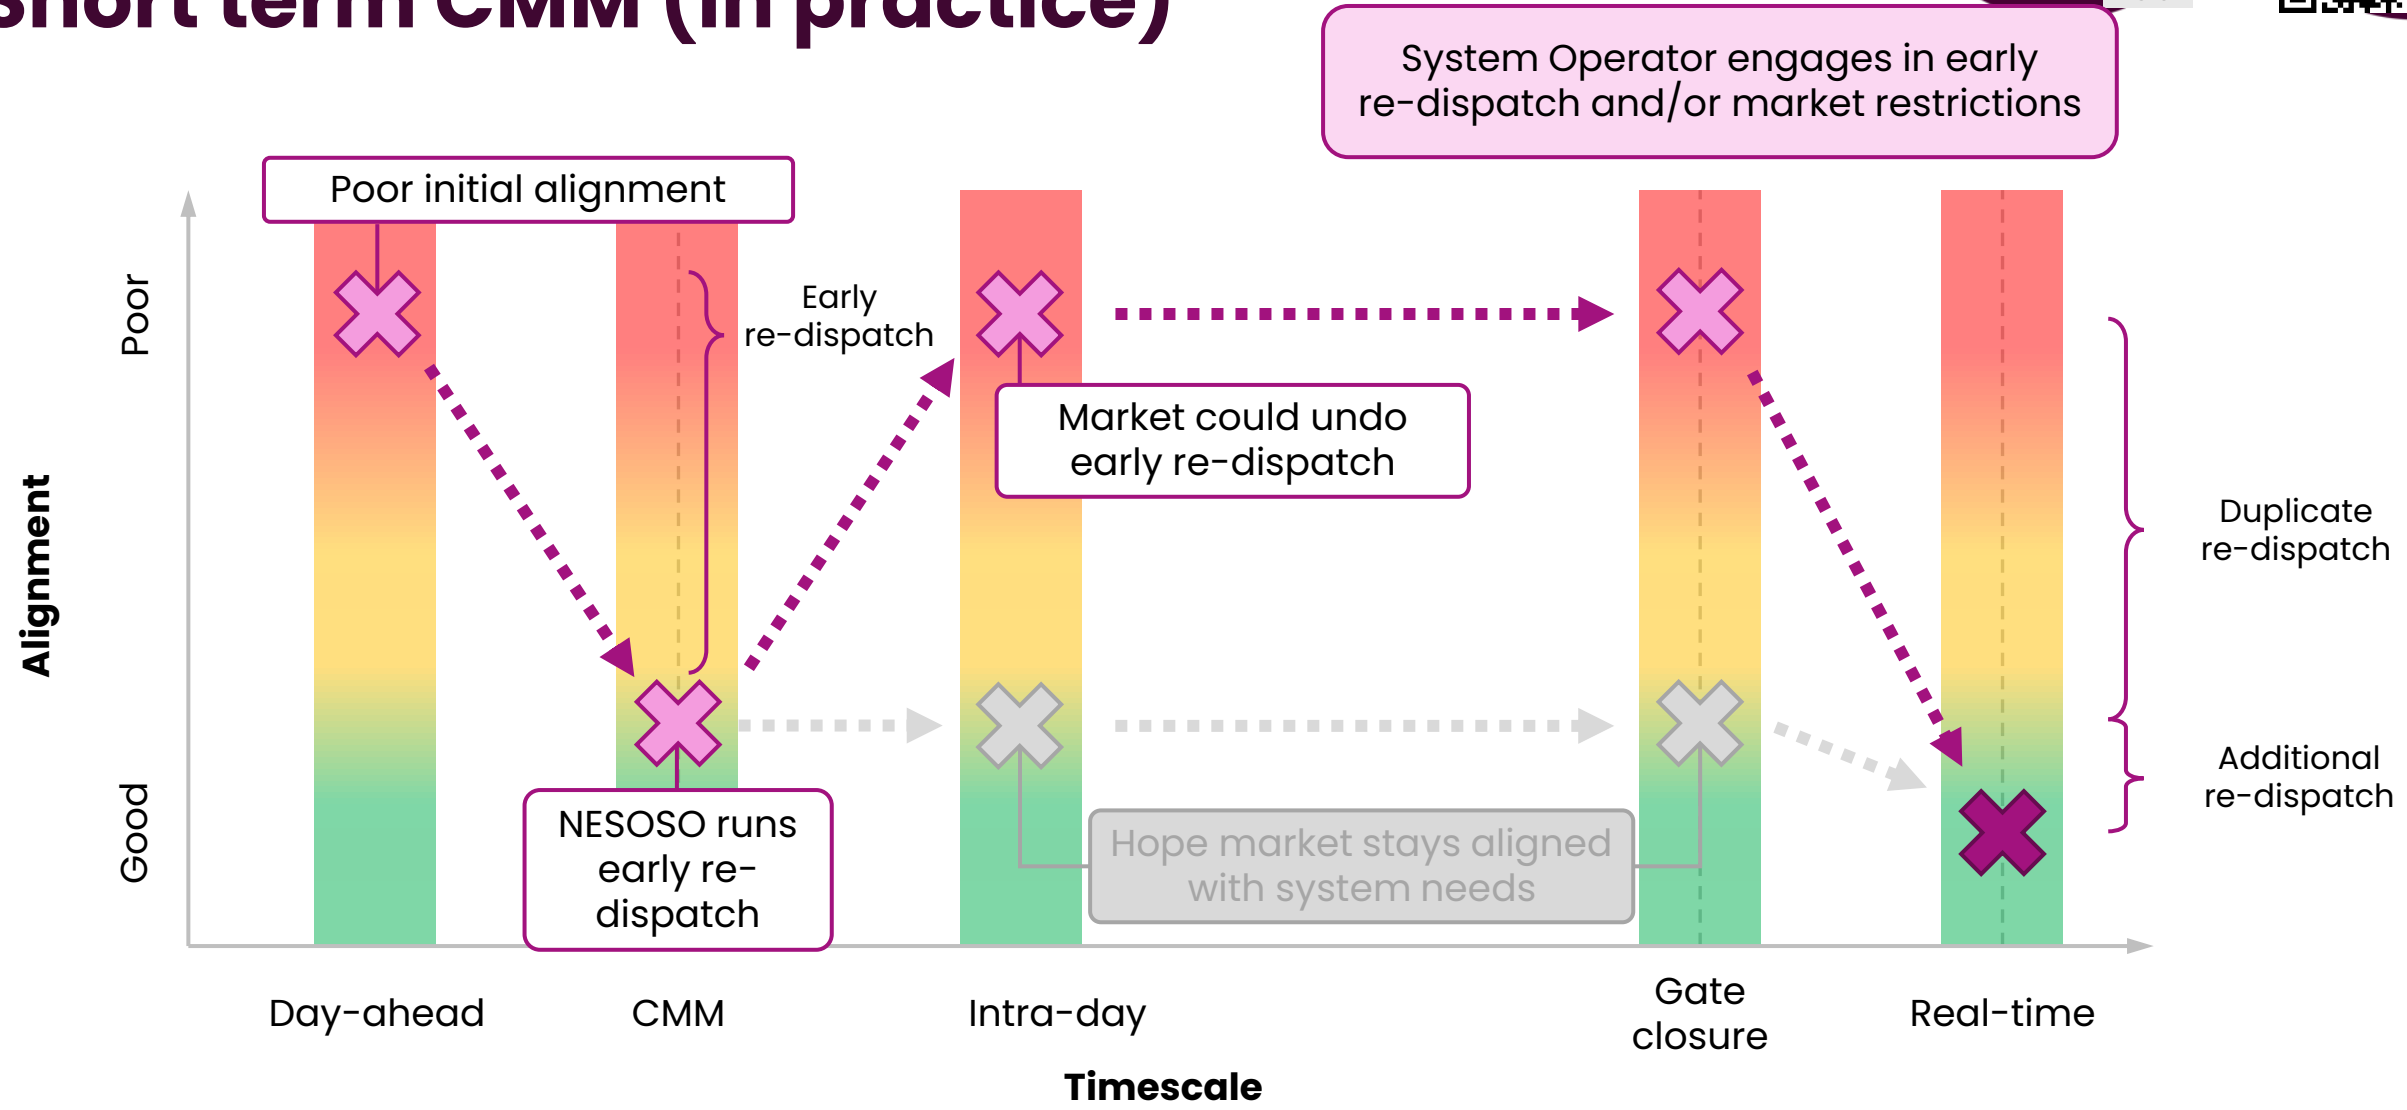 Short term CMM (in practice)
System Operator engages in early
re-dispatch and/or market restrictions
Poor initial alignment
Poor
Early
re-dispatch
Market could undo
early re-dispatch
Alignment
Duplicate
re-dispatch
Additional
re-dispatch
Good
NESOSO runs
early re-
dispatch
Hope market stays aligned
with system needs
Day-ahead
CMM
Intra-day
Gate
closure
Real-time
Timescale